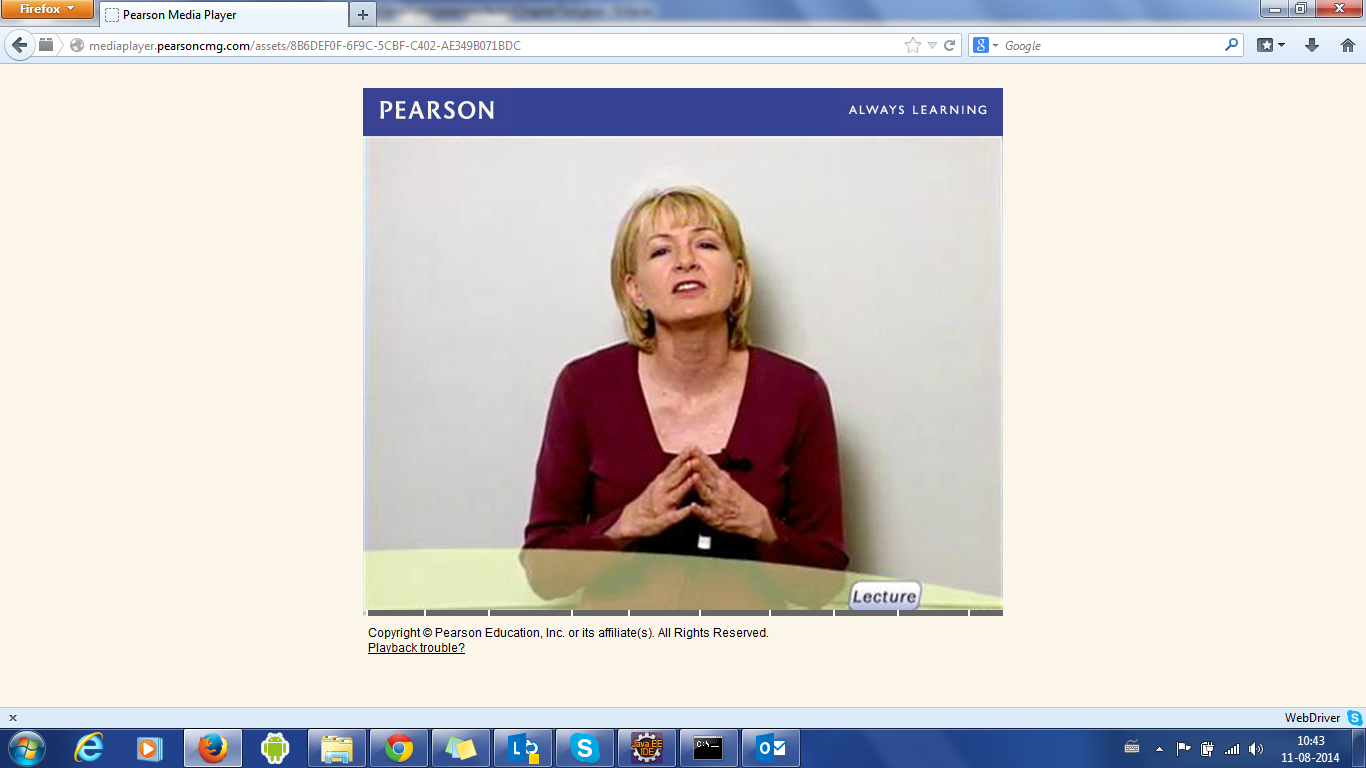 Firefox
Pearson Media Player
mediaplayer.pearsoncmg.com/assets/8B6DEF0F-6F9C-5CBF-C402-AE349B071BDC
Google
PEARSON
ALWAYS LEARNING
Lecture
Copyright © Pearson Education, Inc. or its affiliate(s). All Rights Reserved.
Playback trouble?
WebDriver
Java EE
IDE
C:\
10:43
11-08-2014